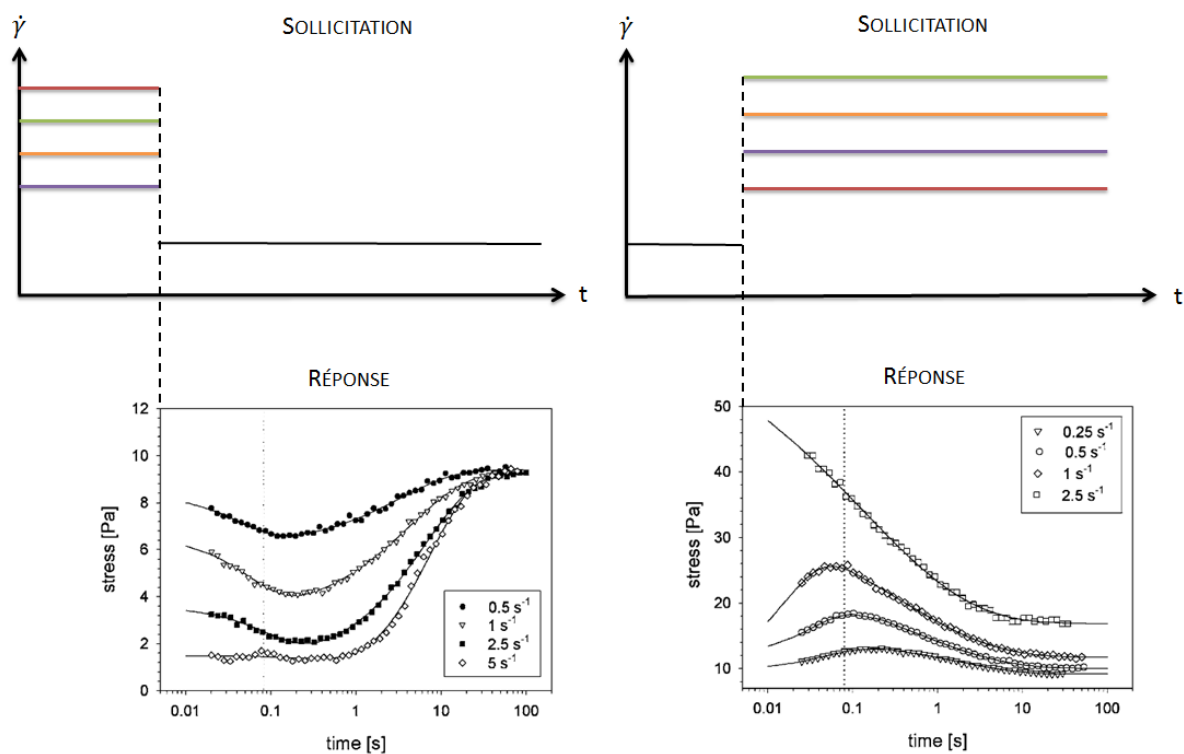 γ̇
SOLLICITATION
t
RÉPONSE
12
10
8
6
4
2
0
stress [Pa]
0.5 s⁻¹
1 s⁻¹
2.5 s⁻¹
5 s⁻¹
0.01
0.1
1
10
100
time [s]
γ̇
SOLLICITATION
t
RÉPONSE
50
40
30
20
10
stress [Pa]
0.25 s⁻¹
0.5 s⁻¹
1 s⁻¹
2.5 s⁻¹
0.01
0.1
1
10
100
time [s]